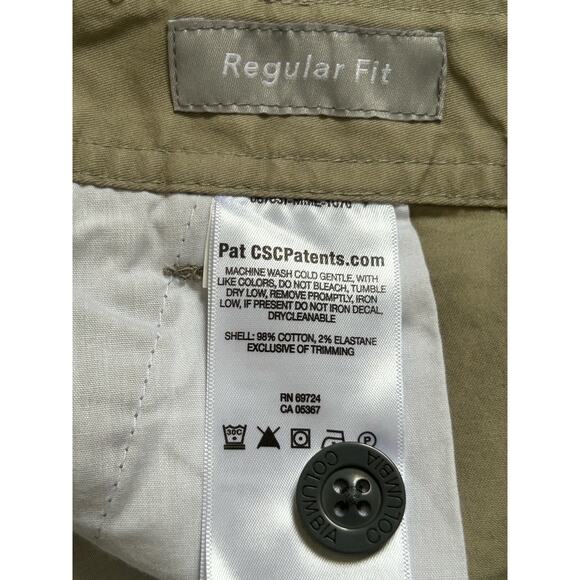 Regular Fit
Pat CSCPatents.com
MACHINE WASH COLD GENTLE, WITH
LIKE COLORS, DO NOT BLEACH, TUMBLE
DRY LOW, REMOVE PROMPTLY, IRON
LOW, IF PRESENT DO NOT IRON DECAL,
DRYCLEANABLE
SHELL: 98% COTTON, 2% ELASTANE
EXCLUSIVE OF TRIMMING
RN 69724
CA 05367
30C
P
COLUMBIA
COLUMBIA